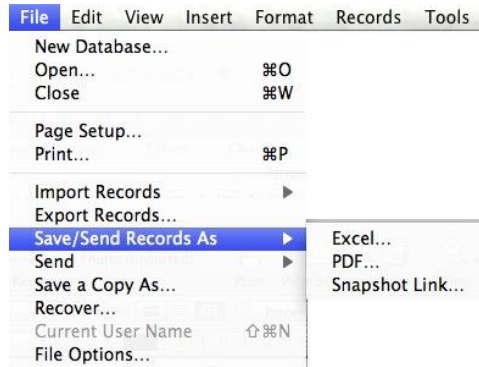 File Edit View Insert Format Records Tools
New Database...
Open... ⌘O
Close ⌘W
Page Setup...
Print... ⌘P
Import Records ▶
Export Records...
Save/Send Records As ▶
Excel...
PDF...
Snapshot Link...
Send ▶
Save a Copy As...
Recover...
Current User Name ⇧⌘N
File Options...